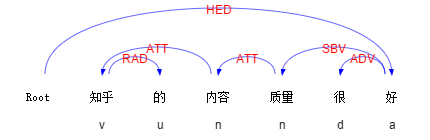 HED
ATT SBV
RAD ATT ADV
Root 知乎 的 内容 质量 很 好
v u n n d a